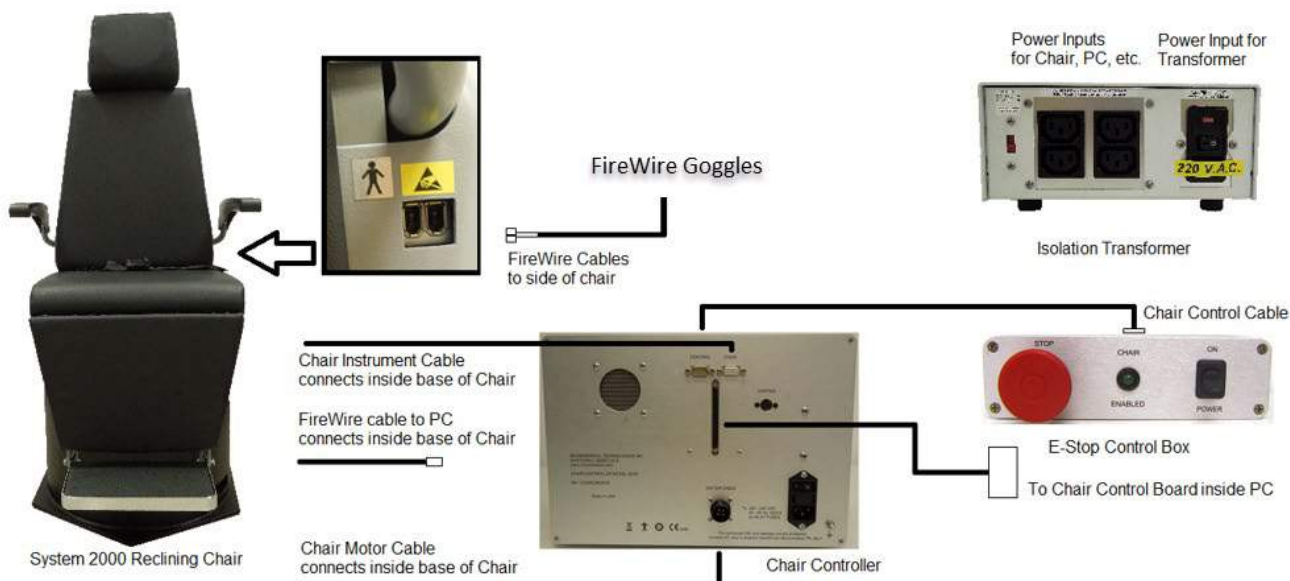 Power Inputs
for Chair, PC, etc.
Power Input for
Transformer
220 V.A.C.
Isolation Transformer
FireWire Goggles
FireWire Cables
to side of chair
Chair Control Cable
STOP
CHAIR
ENABLED
ON
POWER
E-Stop Control Box
Chair Instrument Cable
connects inside base of Chair
FireWire cable to PC
connects inside base of Chair
To Chair Control Board inside PC
Chair Motor Cable
connects inside base of Chair
Chair Controller
System 2000 Reclining Chair